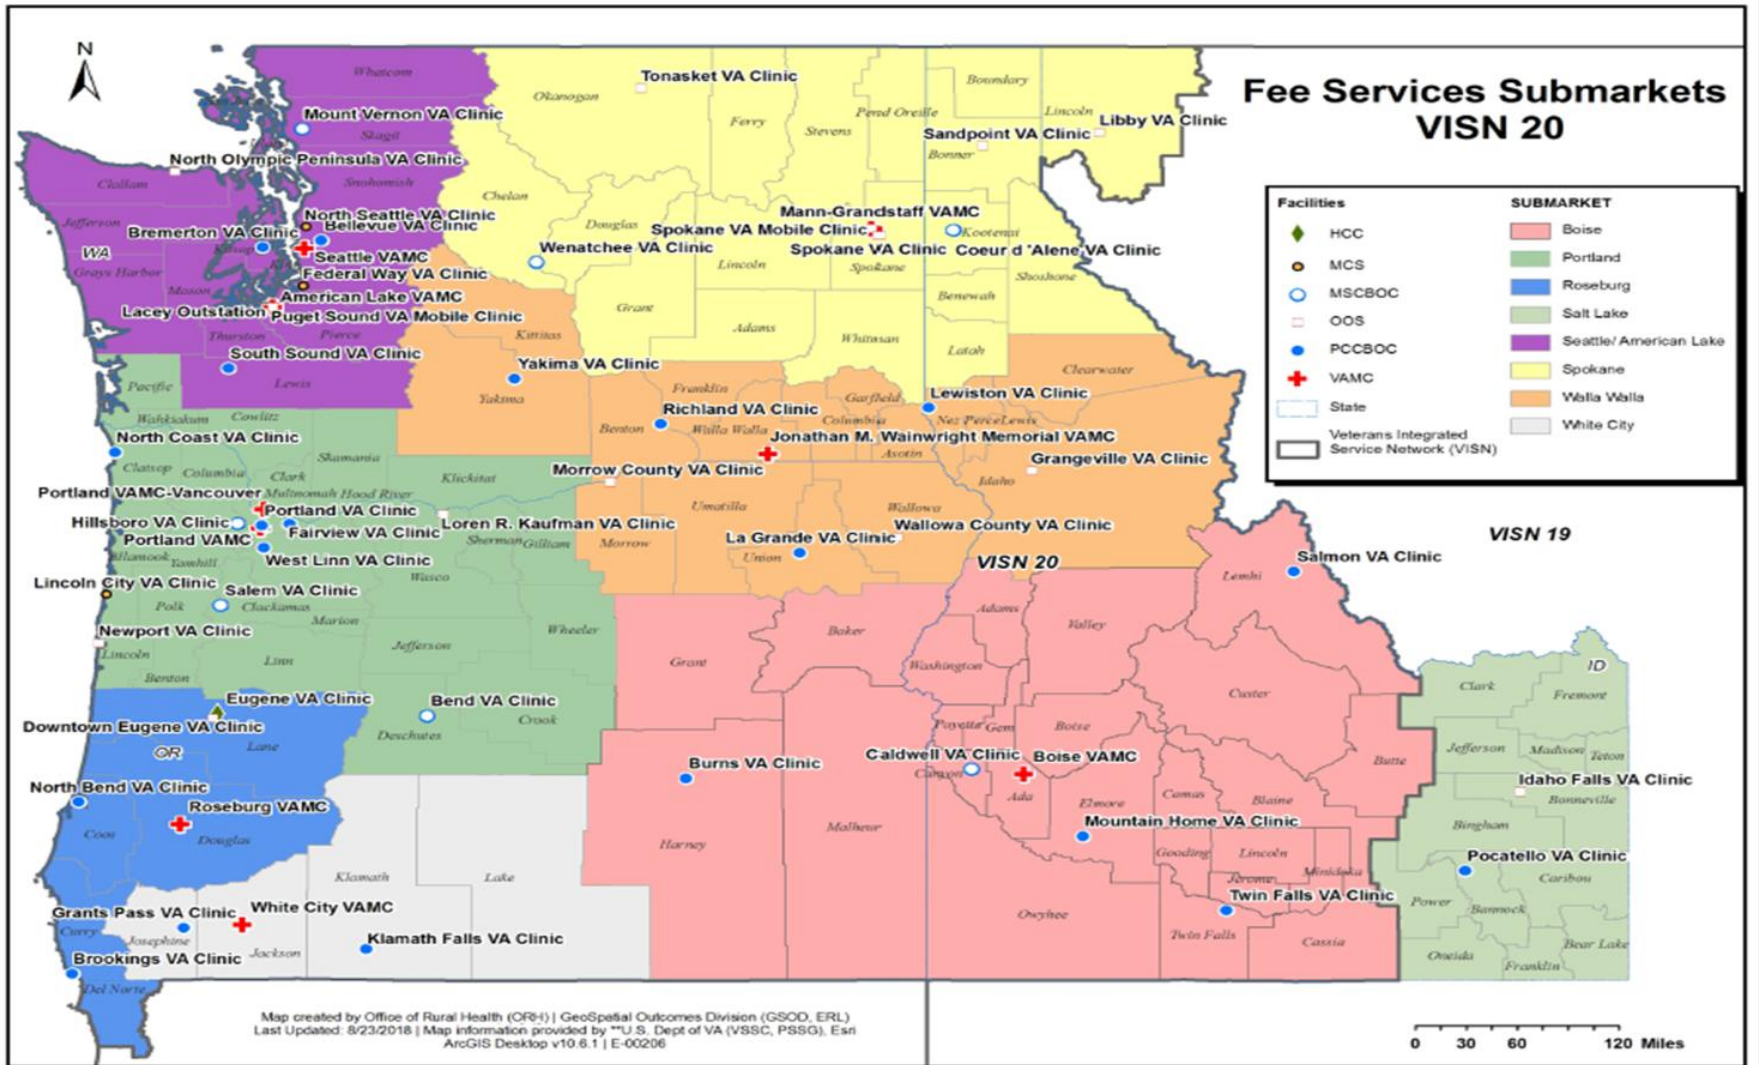 N
Fee Services Submarkets
VISN 20
Whatcom
Okanogan
Tonasket VA Clinic
Boundary
Ferry
Stevens
Pend Oreille
Lincoln
Libby VA Clinic
Mount Vernon VA Clinic
Skagit
Sandpoint VA Clinic
Bonner
North Olympic Peninsula VA Clinic
Clallam
Snohomish
Chelan
Jefferson
North Seattle VA Clinic
Bellevue VA Clinic
Bremerton VA Clinic
Kitsap
Douglas
Mann-Grandstaff VAMC
Spokane VA Mobile Clinic
Kootenai
WA
Seattle VAMC
Wenatchee VA Clinic
Spokane VA Clinic
Coeur d 'Alene VA Clinic
Grays Harbor
Federal Way VA Clinic
Lincoln
Spokane
Shoshone
Mason
American Lake VAMC
Benewah
Lacey Outstation
Puget Sound VA Mobile Clinic
Grant
Adams
Thurston
Pierce
Kittitas
Whitman
Latah
South Sound VA Clinic
Yakima VA Clinic
Clearwater
Pacific
Lewis
Franklin
Yakima
Garfield
Lewiston VA Clinic
Wahkiakum
Cowlitz
Richland VA Clinic
Columbia
Nez Perce
Lewis
Benton
Walla Walla
North Coast VA Clinic
Jonathan M. Wainwright Memorial VAMC
Skamania
Asotin
Grangeville VA Clinic
Clatsop
Columbia
Clark
Klickitat
Morrow County VA Clinic
Idaho
Portland VAMC-Vancouver
Multnomah
Hood River
Umatilla
Wallowa
Portland VA Clinic
Hillsboro VA Clinic
Loren R. Kaufman VA Clinic
Wallowa County VA Clinic
Portland VAMC
Fairview VA Clinic
Sherman
Gilliam
Morrow
La Grande VA Clinic
Tillamook
Yamhill
West Linn VA Clinic
Union
VISN 20
VISN 19
Salmon VA Clinic
Lincoln City VA Clinic
Wasco
Lemhi
Salem VA Clinic
Polk
Clackamas
Marion
Adams
Valley
Newport VA Clinic
Wheeler
Baker
Lincoln
Linn
Jefferson
Grant
Washington
ID
Benton
Clark
Fremont
Eugene VA Clinic
Bend VA Clinic
Custer
Downtown Eugene VA Clinic
Crook
Payette
Gem
Boise
OR
Lane
Deschutes
Jefferson
Madison
Teton
Burns VA Clinic
Caldwell VA Clinic
Boise VAMC
Butte
Canyon
Idaho Falls VA Clinic
North Bend VA Clinic
Ada
Elmore
Camas
Blaine
Bonneville
Roseburg VAMC
Mountain Home VA Clinic
Bingham
Coos
Douglas
Malheur
Harney
Gooding
Lincoln
Pocatello VA Clinic
Klamath
Lake
Jerome
Minidoka
Caribou
Twin Falls VA Clinic
Power
Bannock
Grants Pass VA Clinic
White City VAMC
Owyhee
Curry
Josephine
Klamath Falls VA Clinic
Twin Falls
Cassia
Bear Lake
Jackson
Oneida
Franklin
Brookings VA Clinic
Del Norte
Facilities
HCC
MCS
MSCBOC
OOS
PCCBOC
VAMC
State
Veterans Integrated
Service Network (VISN)
SUBMARKET
Boise
Portland
Roseburg
Salt Lake
Seattle/ American Lake
Spokane
Walla Walla
White City
Map created by Office of Rural Health (ORH) | GeoSpatial Outcomes Division (GSOD, ERL)
Last Updated: 8/23/2018 | Map information provided by **U.S. Dept of VA (VSSC, PSSG), Esri
ArcGIS Desktop v10.6.1 | E-00206
0 30 60 120 Miles